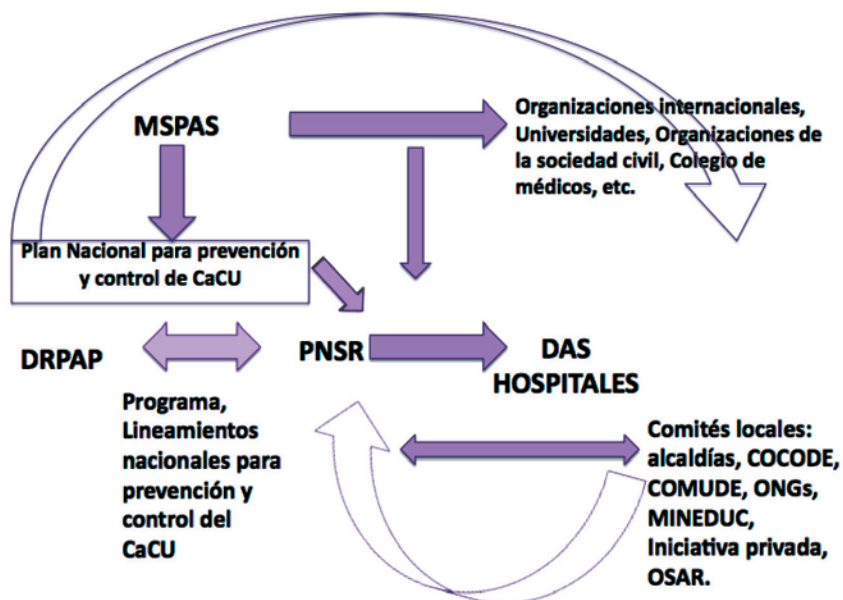 MSPAS
Organizaciones internacionales,
Universidades, Organizaciones de
la sociedad civil, Colegio de
médicos, etc.
Plan Nacional para prevención
y control de CaCU
DRPAP
PNSR
DAS
HOSPITALES
Programa,
Lineamientos
nacionales para
prevención y
control del
CaCU
Comités locales:
alcaldías, COCODE,
COMUDE, ONGs,
MINEDUC,
Iniciativa privada,
OSAR.